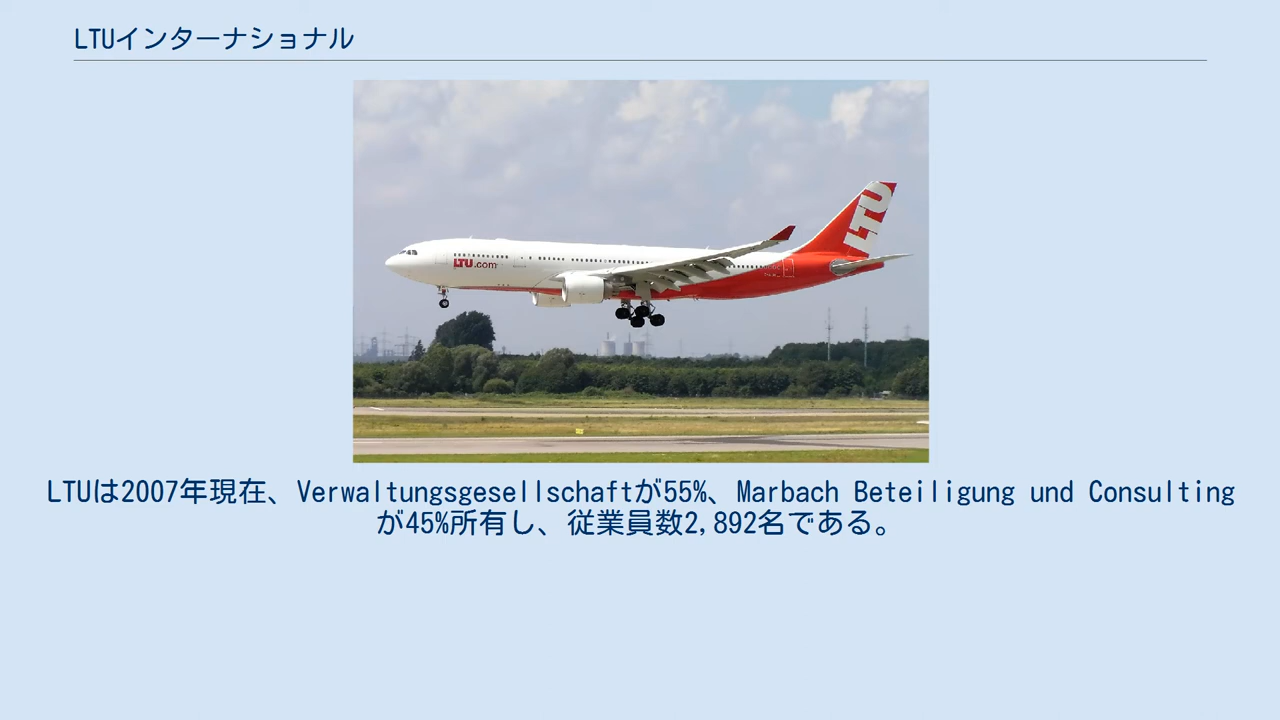 LTUインターナショナル
LTU.com
LTU
LTUは2007年現在、Verwaltungsgesellschaftが55%、Marbach Beteiligung und Consulting
が45%所有し、従業員数2,892名である。